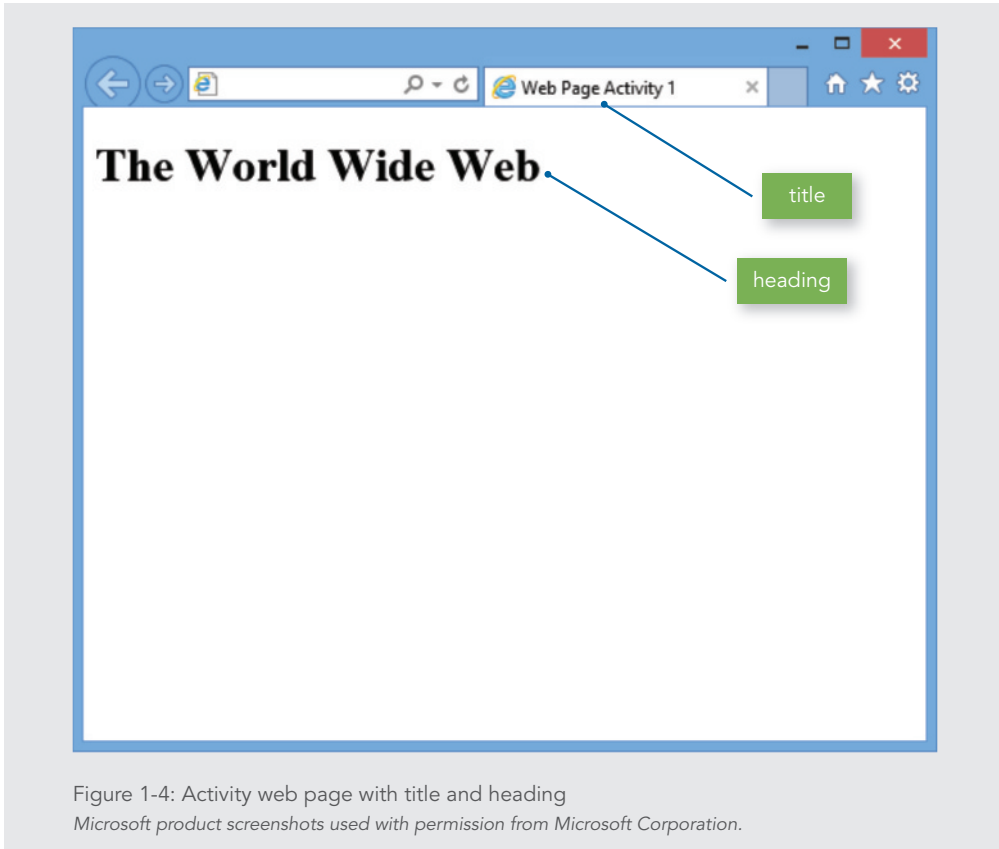 Web Page Activity 1
The World Wide Web
title
heading
Figure 1-4: Activity web page with title and heading
Microsoft product screenshots used with permission from Microsoft Corporation.